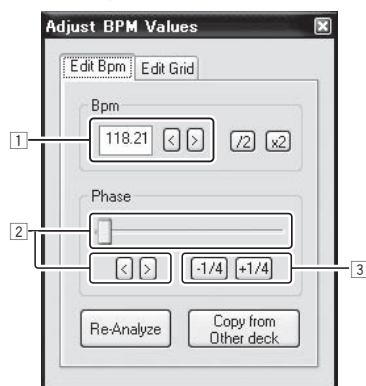 Adjust BPM Values
Edit Bpm Edit Grid
Bpm
1 118.21 < > /2 x2
Phase
2 < > -1/4 +1/4 3
Re-Analyze Copy from
Other deck